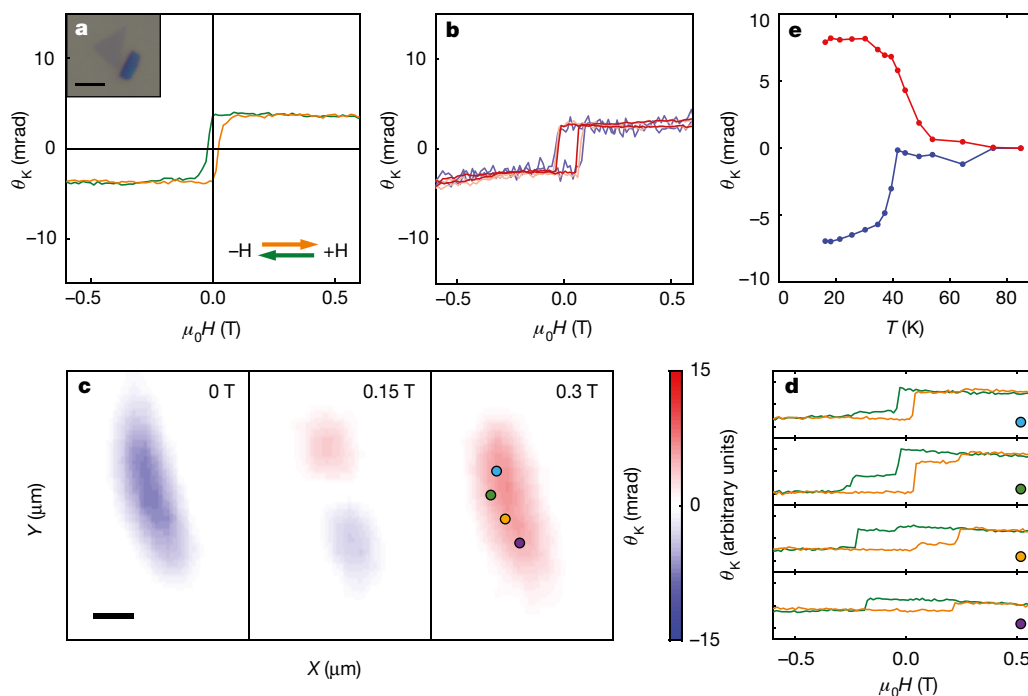 a
10
0
−10
θK (mrad)
−H
+H
−0.5
0.0
0.5
μ0H (T)
b
10
0
−10
θK (mrad)
−0.5
0.0
0.5
μ0H (T)
e
10
5
0
−5
−10
θK (mrad)
0
20
40
60
80
T (K)
c
0 T
0.15 T
0.3 T
Y (μm)
X (μm)
15
0
−15
θK (mrad)
d
θK (arbitrary units)
−0.5
0.0
0.5
μ0H (T)